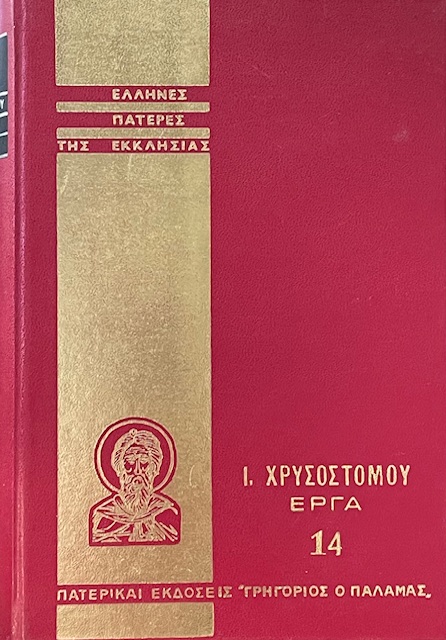 ΕΛΛΗΝΕΣ
ΠΑΤΕΡΕΣ
ΤΗΣ ΕΚΚΛΗΣΙΑΣ
Ι. ΧΡΥΣΟΣΤΟΜΟΥ
ΕΡΓΑ
14
ΠΑΤΕΡΙΚΑΙ ΕΚΔΟΣΕΙΣ "ΓΡΗΓΟΡΙΟΣ Ο ΠΑΛΑΜΑΣ„